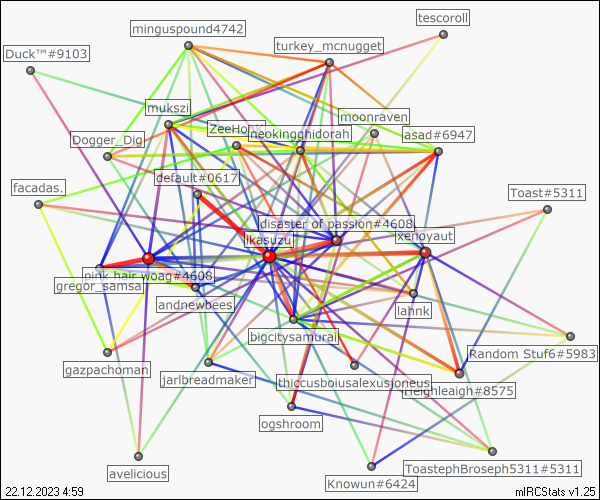 tescoroll
minguspound4742
turkey_mcnugget
Duck™#9103
mukszi
moonraven
neokingghidorah
asad#6947
Dogger_Dig
default#0617
facadas.
Toast#5311
disaster of passion#4608
ikasuzu
xenoyaut
pink hair woag#4608
gregor_samsa
andnewbees
lahnk
bigcitysamurai
Random Stuf6#5983
gazpachoman
jarlbreadmaker
thiccusboiusalexusjoneus
Heighleaigh#8575
ogshroom
ToastephBroseph5311#5311
avelicious
Knowun#6424
22.12.2023 4:59
mIRCStats v1.25